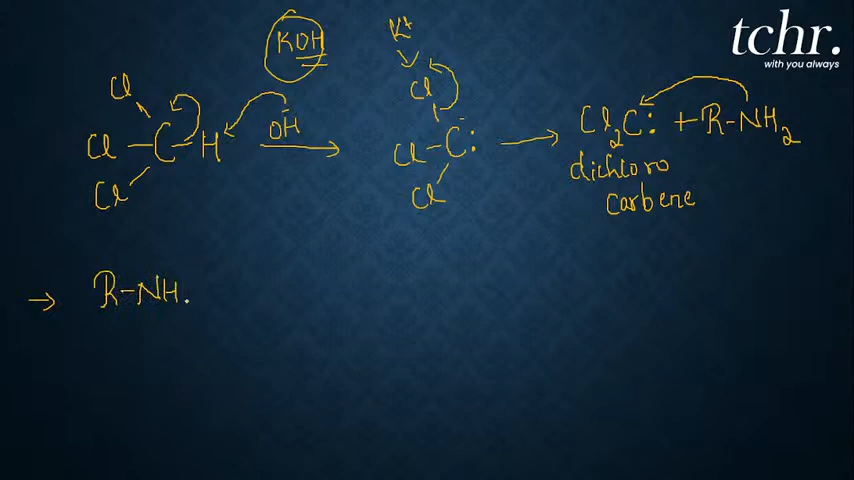 tchr.
with you always
KOH
K⁺
Cl Cl
Cl – C – H OH⁻ → Cl – C⁻: → Cl₂C: + R–NH₂
Cl Cl
dichloro
carbene
→ R–NH.